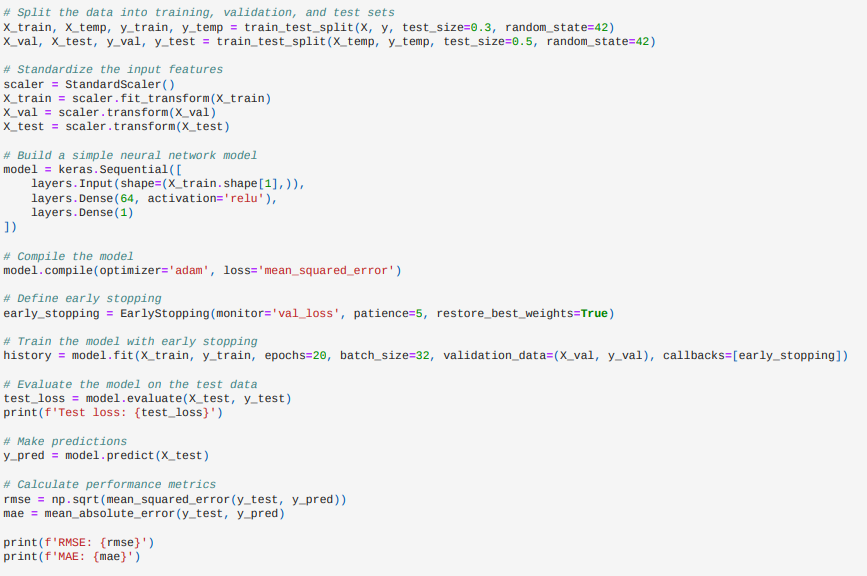 # Split the data into training, validation, and test sets
X_train, X_temp, y_train, y_temp = train_test_split(X, y, test_size=0.3, random_state=42)
X_val, X_test, y_val, y_test = train_test_split(X_temp, y_temp, test_size=0.5, random_state=42)
# Standardize the input features
scaler = StandardScaler()
X_train = scaler.fit_transform(X_train)
X_val = scaler.transform(X_val)
X_test = scaler.transform(X_test)
# Build a simple neural network model
model = keras.Sequential([
    layers.Input(shape=(X_train.shape[1],)),
    layers.Dense(64, activation='relu'),
    layers.Dense(1)
])
# Compile the model
model.compile(optimizer='adam', loss='mean_squared_error')
# Define early stopping
early_stopping = EarlyStopping(monitor='val_loss', patience=5, restore_best_weights=True)
# Train the model with early stopping
history = model.fit(X_train, y_train, epochs=20, batch_size=32, validation_data=(X_val, y_val), callbacks=[early_stopping])
# Evaluate the model on the test data
test_loss = model.evaluate(X_test, y_test)
print(f'Test loss: {test_loss}')
# Make predictions
y_pred = model.predict(X_test)
# Calculate performance metrics
rmse = np.sqrt(mean_squared_error(y_test, y_pred))
mae = mean_absolute_error(y_test, y_pred)
print(f'RMSE: {rmse}')
print(f'MAE: {mae}')